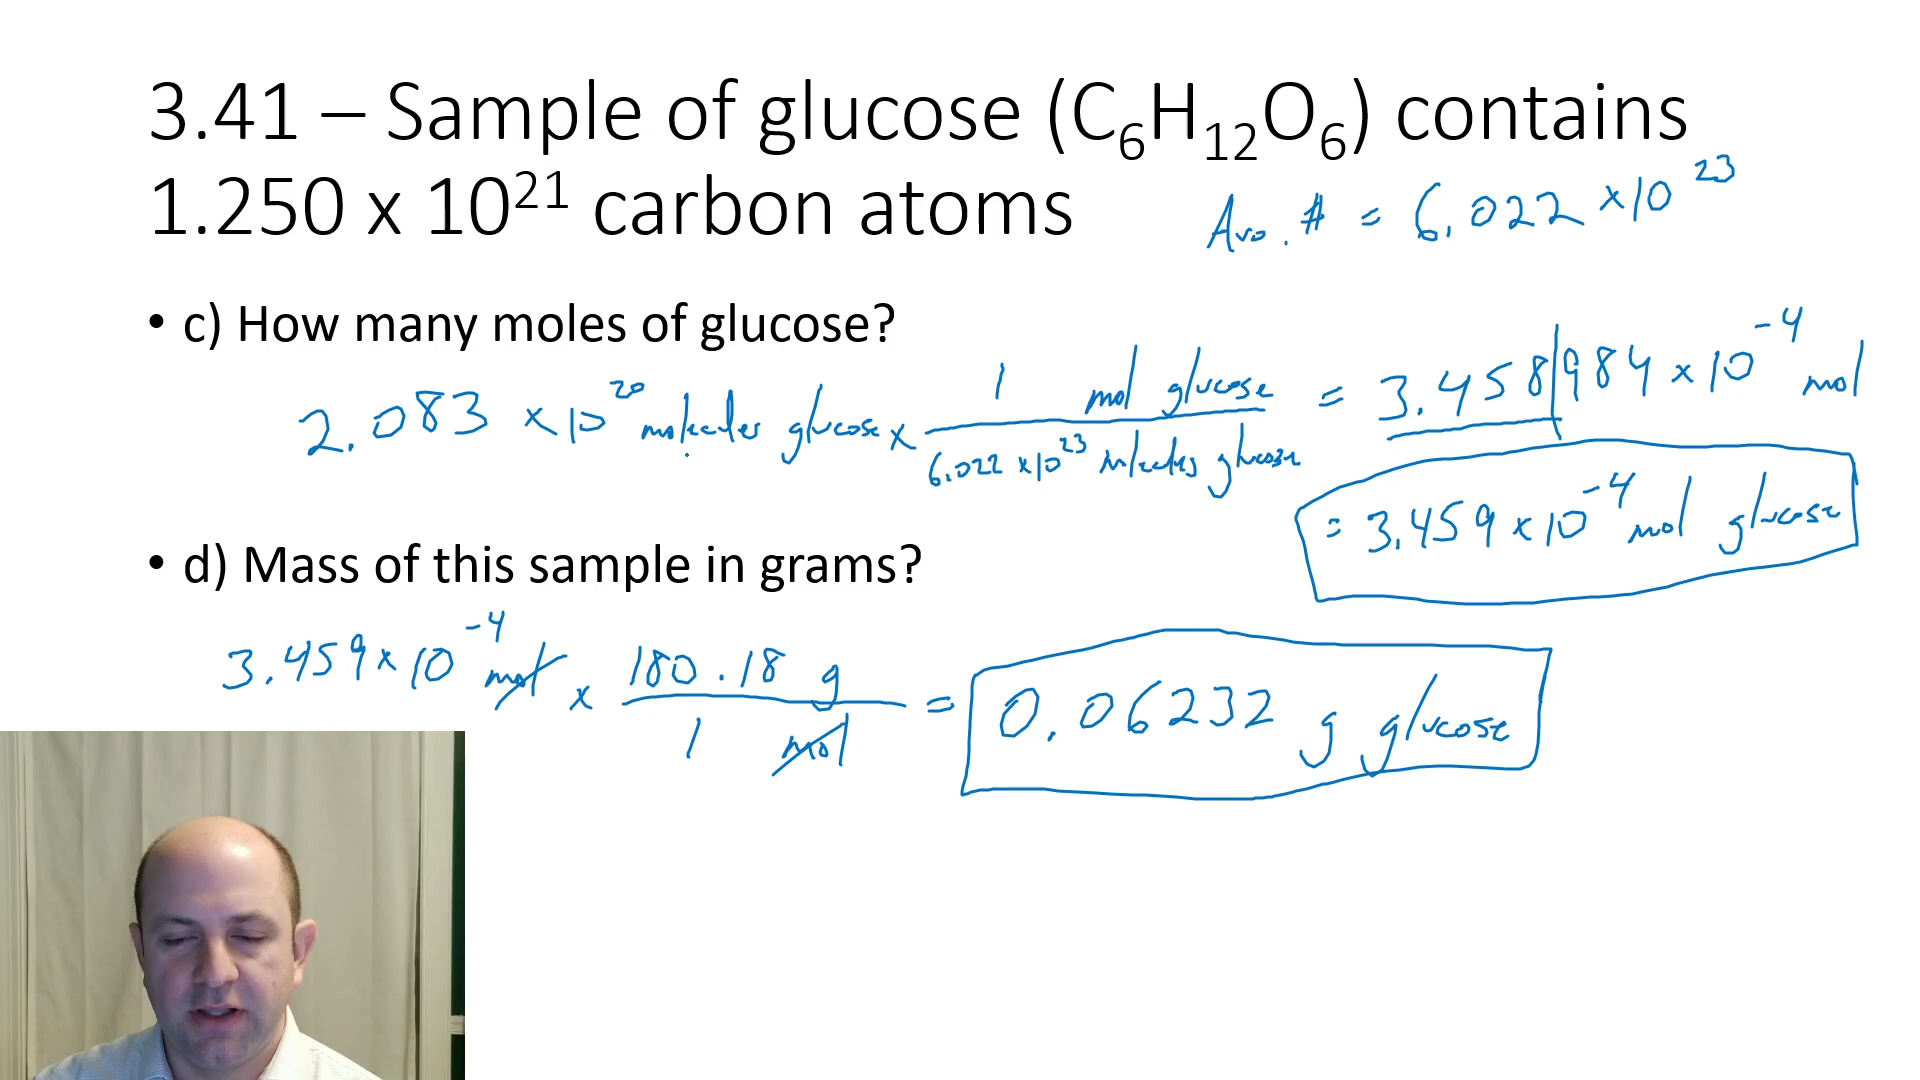 3.41 – Sample of glucose (C₆H₁₂O₆) contains
1.250 x 10²¹ carbon atoms
Avo. # = 6.022 × 10²³
• c) How many moles of glucose?
2.083 × 10²⁰ molecules glucose × 1 mol glucose / 6.022 × 10²³ molecules glucose = 3.458|984 × 10⁻⁴ mol
= 3.459 × 10⁻⁴ mol glucose
• d) Mass of this sample in grams?
3.459 × 10⁻⁴ mol × 180.18 g / 1 mol = 0.06232 g glucose